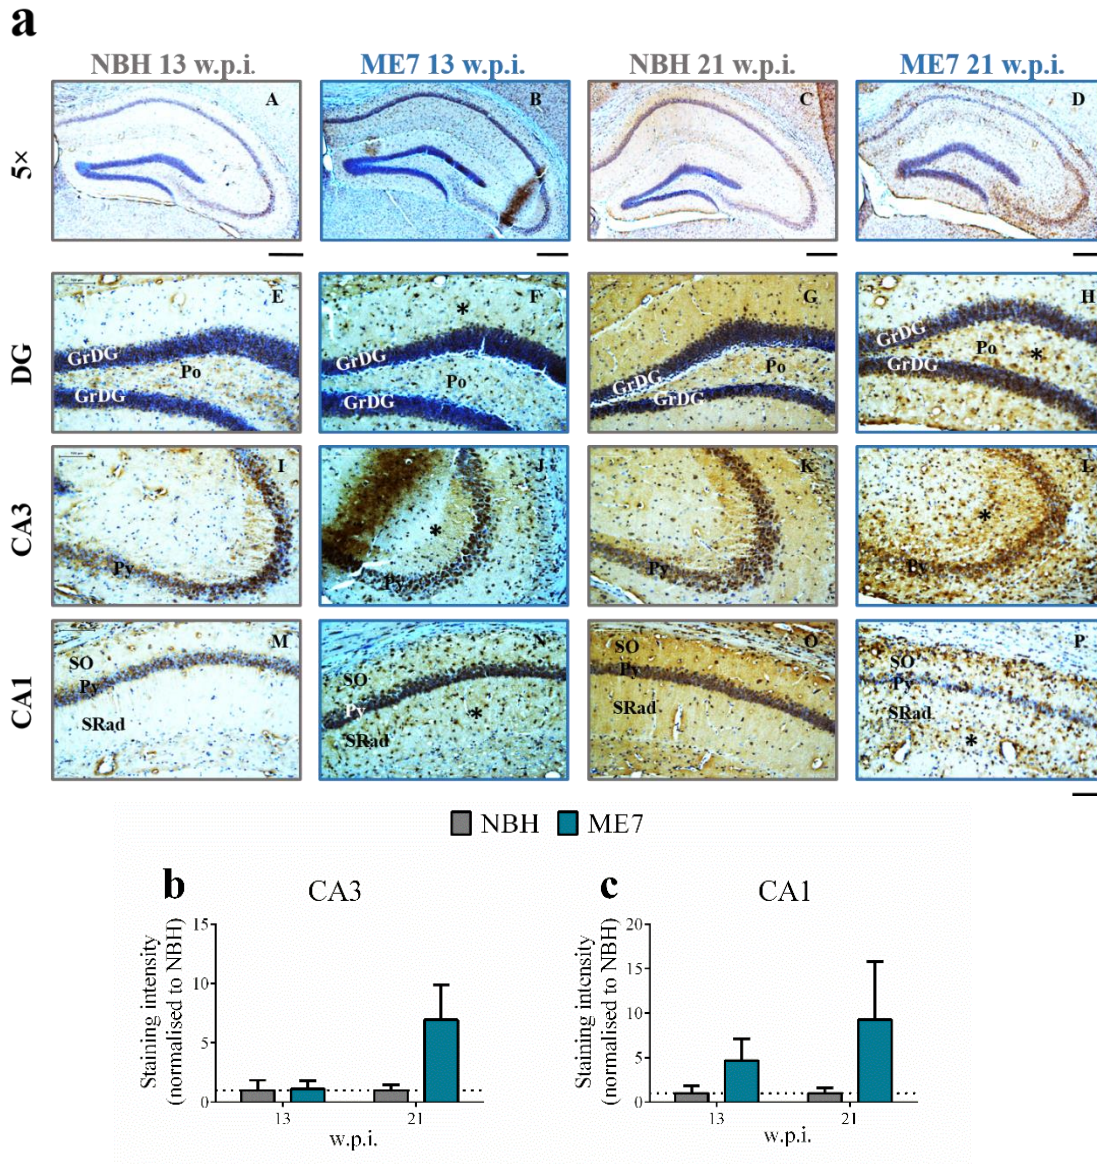 a
NBH 13 w.p.i. ME7 13 w.p.i. NBH 21 w.p.i. ME7 21 w.p.i.
5×
A B C D
DG
E F G H
* *
GrDG GrDG GrDG GrDG
Po Po Po Po
GrDG GrDG GrDG
CA3
I J K L
* *
Py Py Py Py
CA1
M N O P
SO SO SO SO
Py Py Py Py
SRad SRad SRad SRad
* *
NBH ME7
b
CA3
Staining intensity
(normalised to NBH)
15
10
5
0
13 21
w.p.i.
c
CA1
Staining intensity
(normalised to NBH)
20
15
10
5
0
13 21
w.p.i.